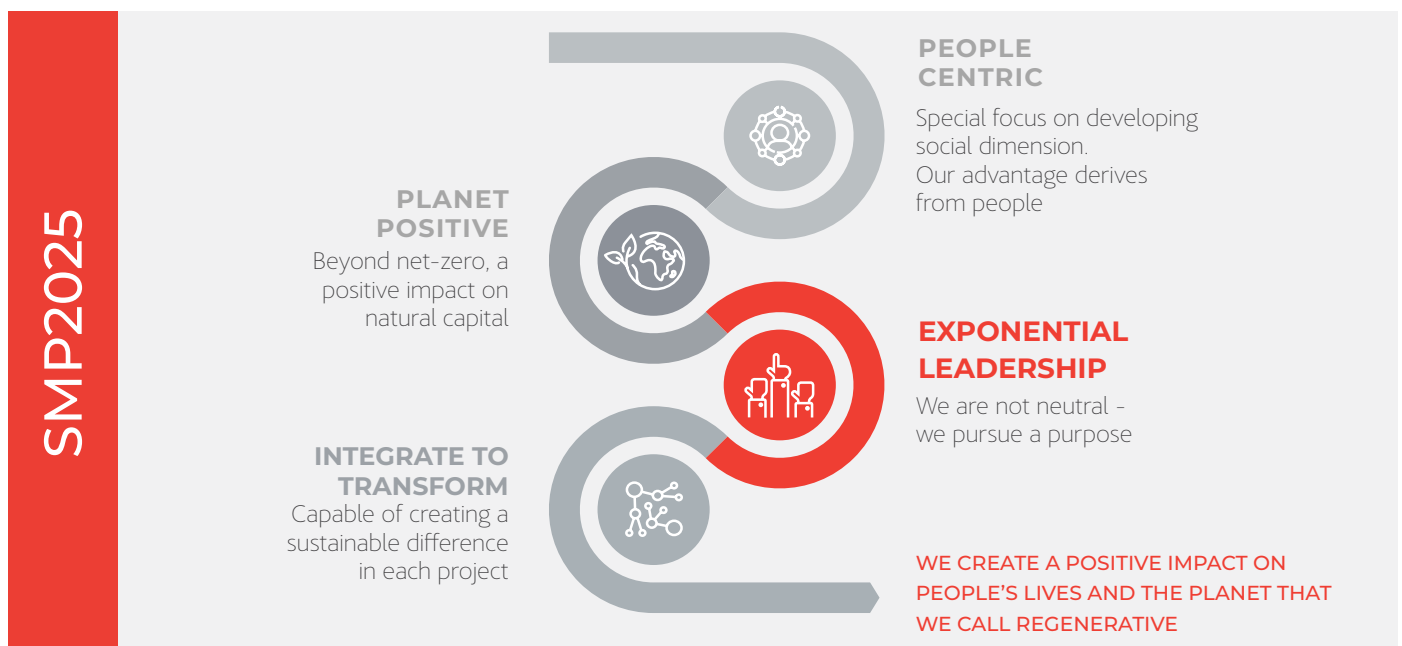 SMP2025
PEOPLE
CENTRIC
Special focus on developing
social dimension.
Our advantage derives
from people
PLANET
POSITIVE
Beyond net-zero, a
positive impact on
natural capital
EXPONENTIAL
LEADERSHIP
We are not neutral -
we pursue a purpose
INTEGRATE TO
TRANSFORM
Capable of creating a
sustainable difference
in each project
WE CREATE A POSITIVE IMPACT ON
PEOPLE’S LIVES AND THE PLANET THAT
WE CALL REGENERATIVE